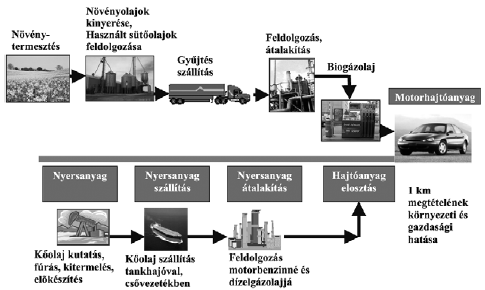 Növény-
termesztés
Növényolajok
kinyerése,
Használt sütőolajok
feldolgozása
Gyűjtés
szállítás
Feldolgozás,
átalakítás
Biogázolaj
Motorhajtóanyag
Nyersanyag
Nyersanyag
szállítás
Nyersanyag
átalakítás
Hajtóanyag
elosztás
Kőolaj kutatás,
fúrás, kitermelés,
előkészítés
Kőolaj szállítás
tankhajóval,
csővezetékben
Feldolgozás
motorbenzinné és
dízelgázolajjá
1 km
megtételének
környezeti és
gazdasági
hatása